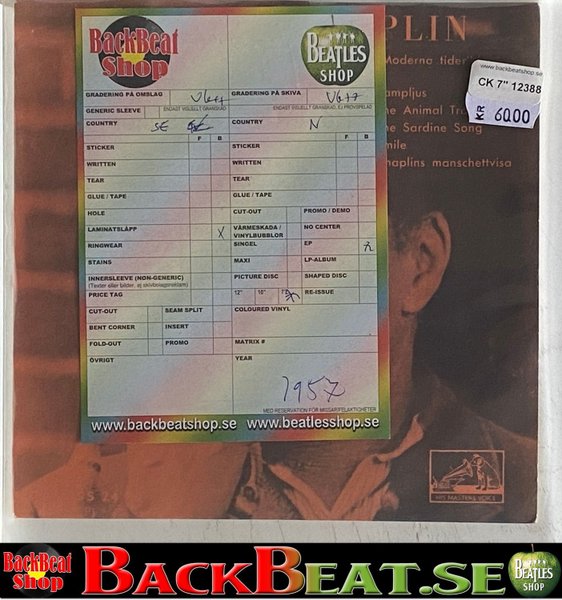 PLIN
Moderna tider
ampljus
he Animal Tr
he Sardine Song
mile
haplins manschettvisa
www.backbeatshop.se
CK 7" 12388
KR 60.00
BackBeat
Shop
BEATLES
SHOP
GRADERING PÅ OMSLAG VG++ GRADERING PÅ SKIVA VG++
GENERIC SLEEVE ENDAST VISUELLT GRANSKAD ENDAST VISUELLT GRANSKAD, EJ PROVSPELAD
COUNTRY SE COUNTRY N
F B F B
STICKER STICKER
WRITTEN WRITTEN
TEAR TEAR
GLUE / TAPE GLUE / TAPE
HOLE CUT-OUT PROMO / DEMO
LAMINATSLÄPP X VÄRMESKADA / VINYLBUBBLOR NO CENTER
RINGWEAR SINGEL EP X
STAINS MAXI LP-ALBUM
INNERSLEEVE (NON-GENERIC) PICTURE DISC SHAPED DISC
(Texter eller bilder, ej skivbolagsreklam)
PRICE TAG 12" 10" 7" X RE-ISSUE
CUT-OUT SEAM SPLIT COLOURED VINYL
BENT CORNER INSERT
FOLD-OUT PROMO MATRIX #
ÖVRIGT YEAR
1957
MED RESERVATION FÖR MISSAR/FELAKTIGHETER
www.backbeatshop.se www.beatlesshop.se
HIS MASTER'S VOICE
S 24
BackBeat
Shop
BACKBEAT.SE
BEATLES
SHOP